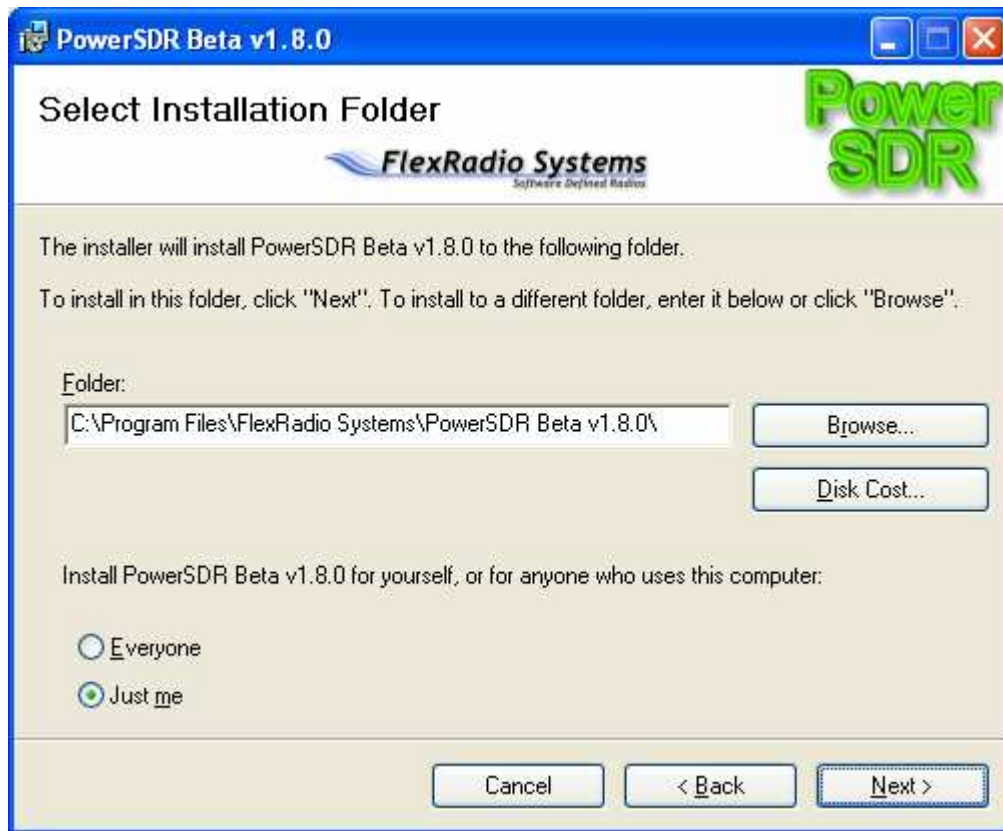 PowerSDR Beta v1.8.0
Select Installation Folder
Power
SDR
FlexRadio Systems
Software Defined Radios
The installer will install PowerSDR Beta v1.8.0 to the following folder.
To install in this folder, click "Next". To install to a different folder, enter it below or click "Browse".
Folder:
C:\Program Files\FlexRadio Systems\PowerSDR Beta v1.8.0\
Browse...
Disk Cost...
Install PowerSDR Beta v1.8.0 for yourself, or for anyone who uses this computer:
Everyone
Just me
Cancel
< Back
Next >